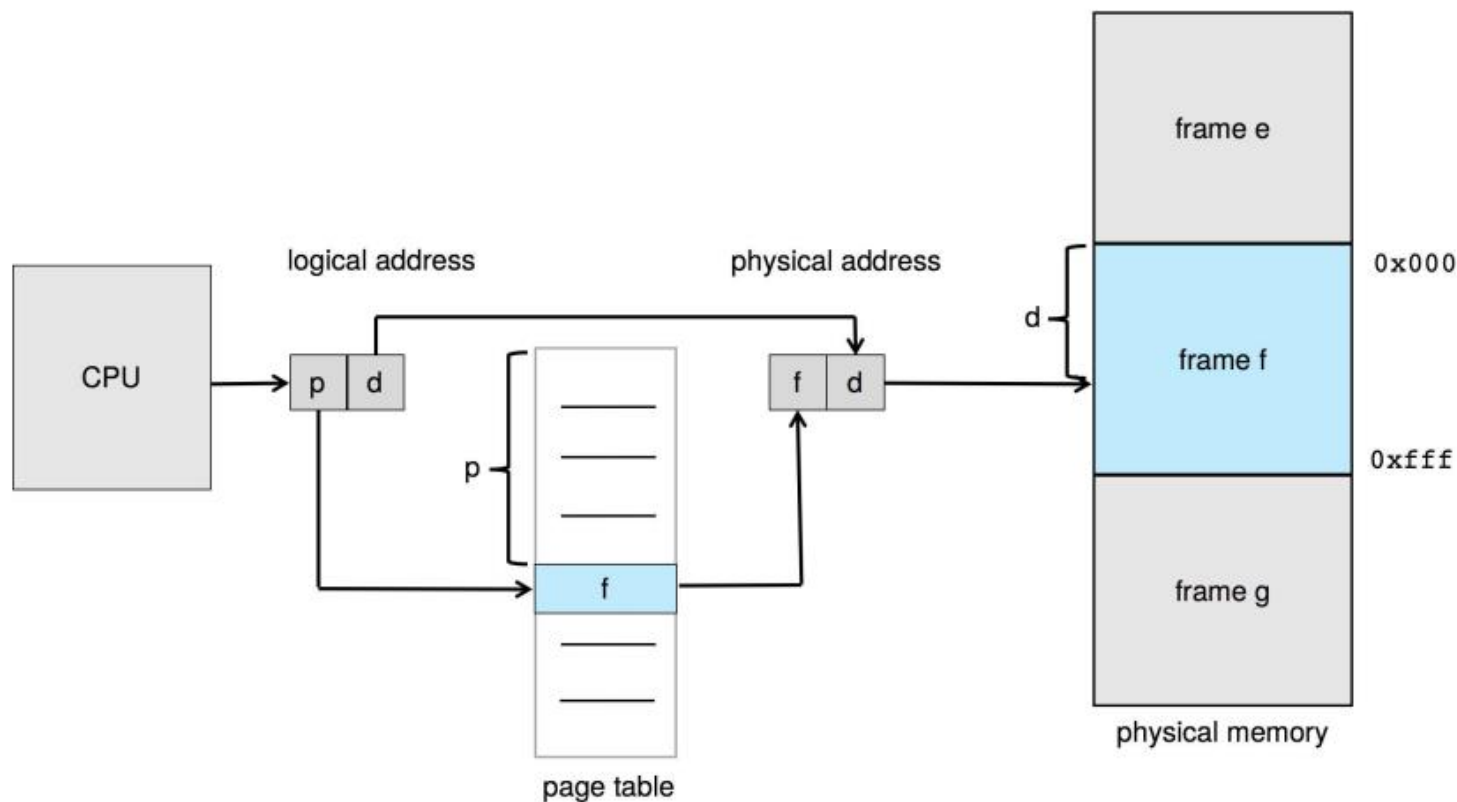 frame e
logical address
physical address
0x000
d
CPU
p
d
f
d
frame f
p
0xfff
f
frame g
physical memory
page table